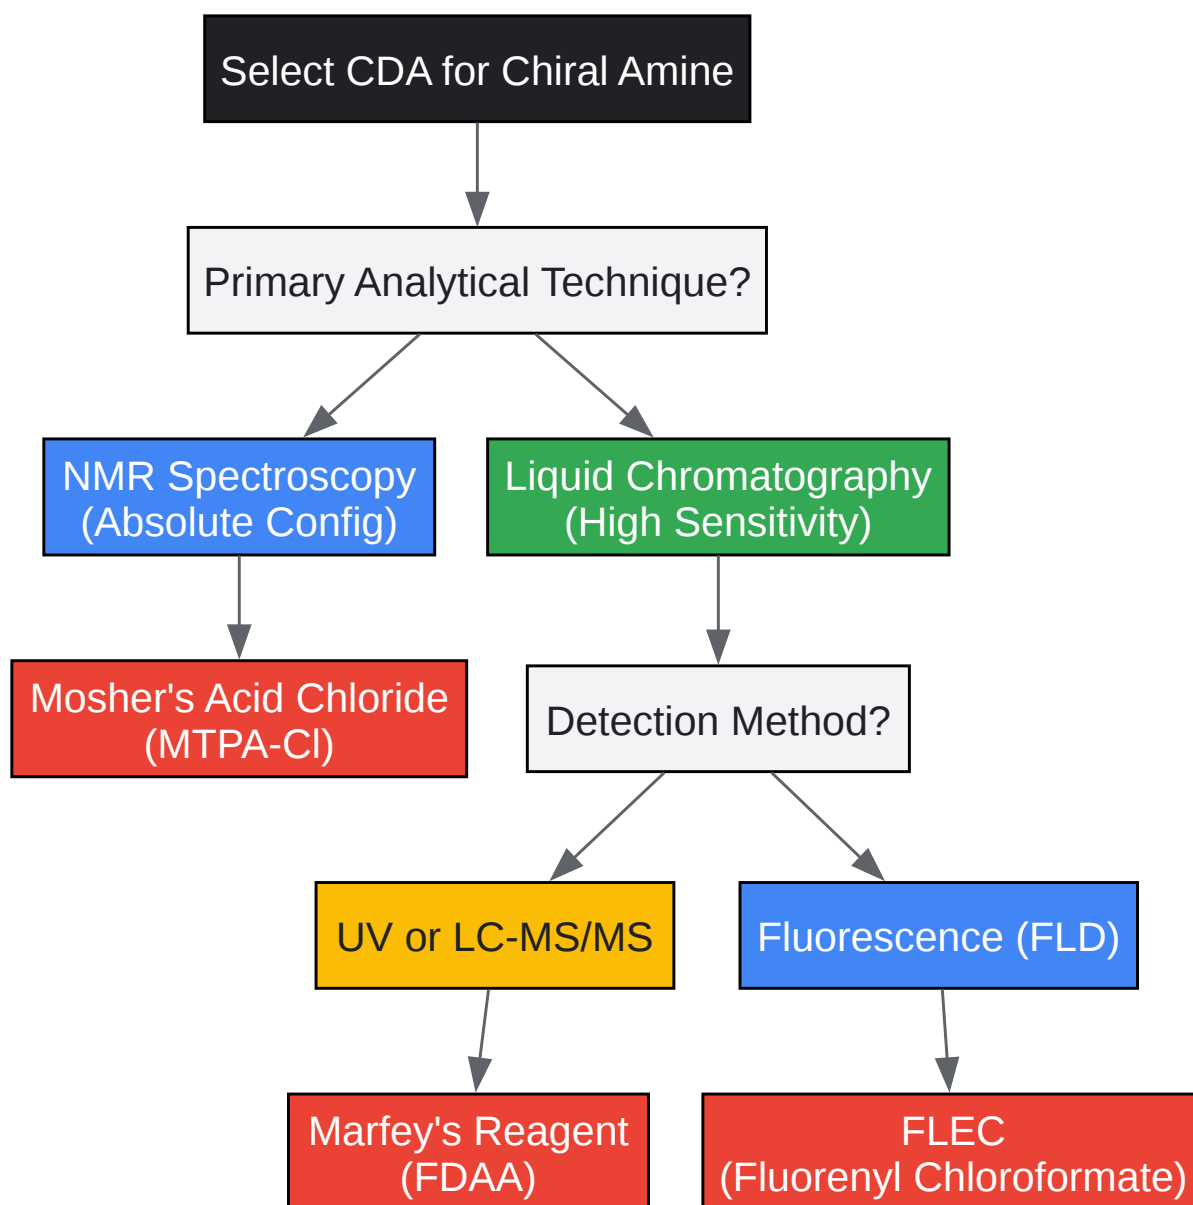 Select CDA for Chiral Amine
Primary Analytical Technique?
NMR Spectroscopy
(Absolute Config)
Liquid Chromatography
(High Sensitivity)
Mosher's Acid Chloride
(MTPA-Cl)
Detection Method?
UV or LC-MS/MS
Fluorescence (FLD)
Marfey's Reagent
(FDAA)
FLEC
(Fluorenyl Chloroformate)